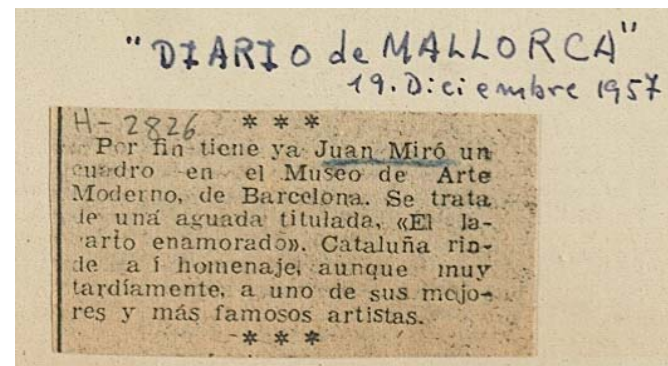 "DIARIO de MALLORCA"
19. Diciembre 1957
H-2826 * * *
Por fin tiene ya Juan Miró un
cuadro en el Museo de Arte
Moderno, de Barcelona. Se trata
de una aguada titulada, «El la-
arto enamorado». Cataluña rin-
de a í homenaje, aunque muy
tardíamente, a uno de sus mejo-
res y más famosos artistas.
* * *